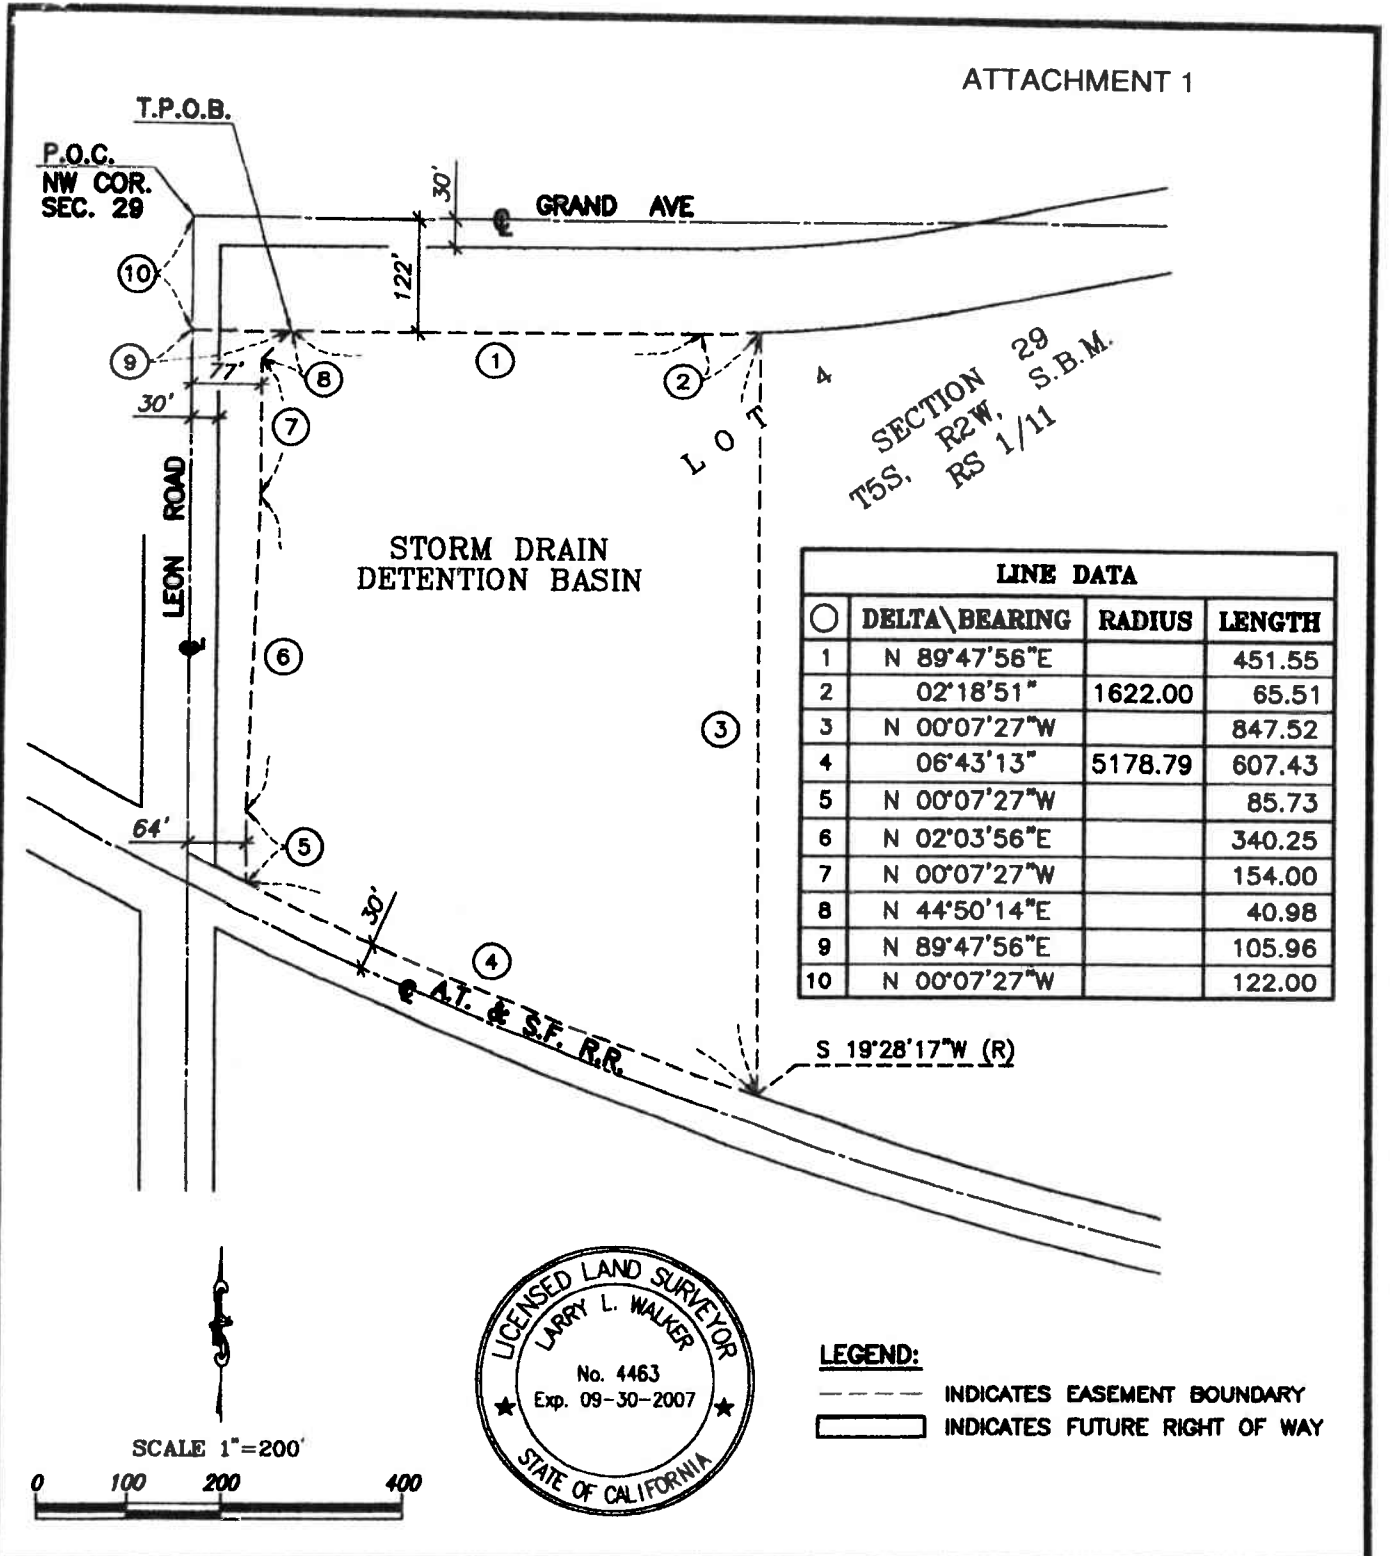 ATTACHMENT 1
T.P.O.B.
P.O.C.
NW COR.
SEC. 29
30'
℄ GRAND AVE
122'
10
9
77'
8
1
2
30'
7
LOT 4
SECTION 29
T5S, R2W, S.B.M.
RS 1/11
LEON ROAD
℄
STORM DRAIN
DETENTION BASIN
6
3
64'
5
30'
4
℄ A.T. & S.F. R.R.
S 19°28'17"W (R)
LINE DATA
DELTA\BEARING RADIUS LENGTH
1 N 89°47'56"E 451.55
2 02°18'51" 1622.00 65.51
3 N 00°07'27"W 847.52
4 06°43'13" 5178.79 607.43
5 N 00°07'27"W 85.73
6 N 02°03'56"E 340.25
7 N 00°07'27"W 154.00
8 N 44°50'14"E 40.98
9 N 89°47'56"E 105.96
10 N 00°07'27"W 122.00
SCALE 1"=200'
0 100 200 400
LICENSED LAND SURVEYOR
LARRY L. WALKER
No. 4463
Exp. 09-30-2007
STATE OF CALIFORNIA
LEGEND:
INDICATES EASEMENT BOUNDARY
INDICATES FUTURE RIGHT OF WAY